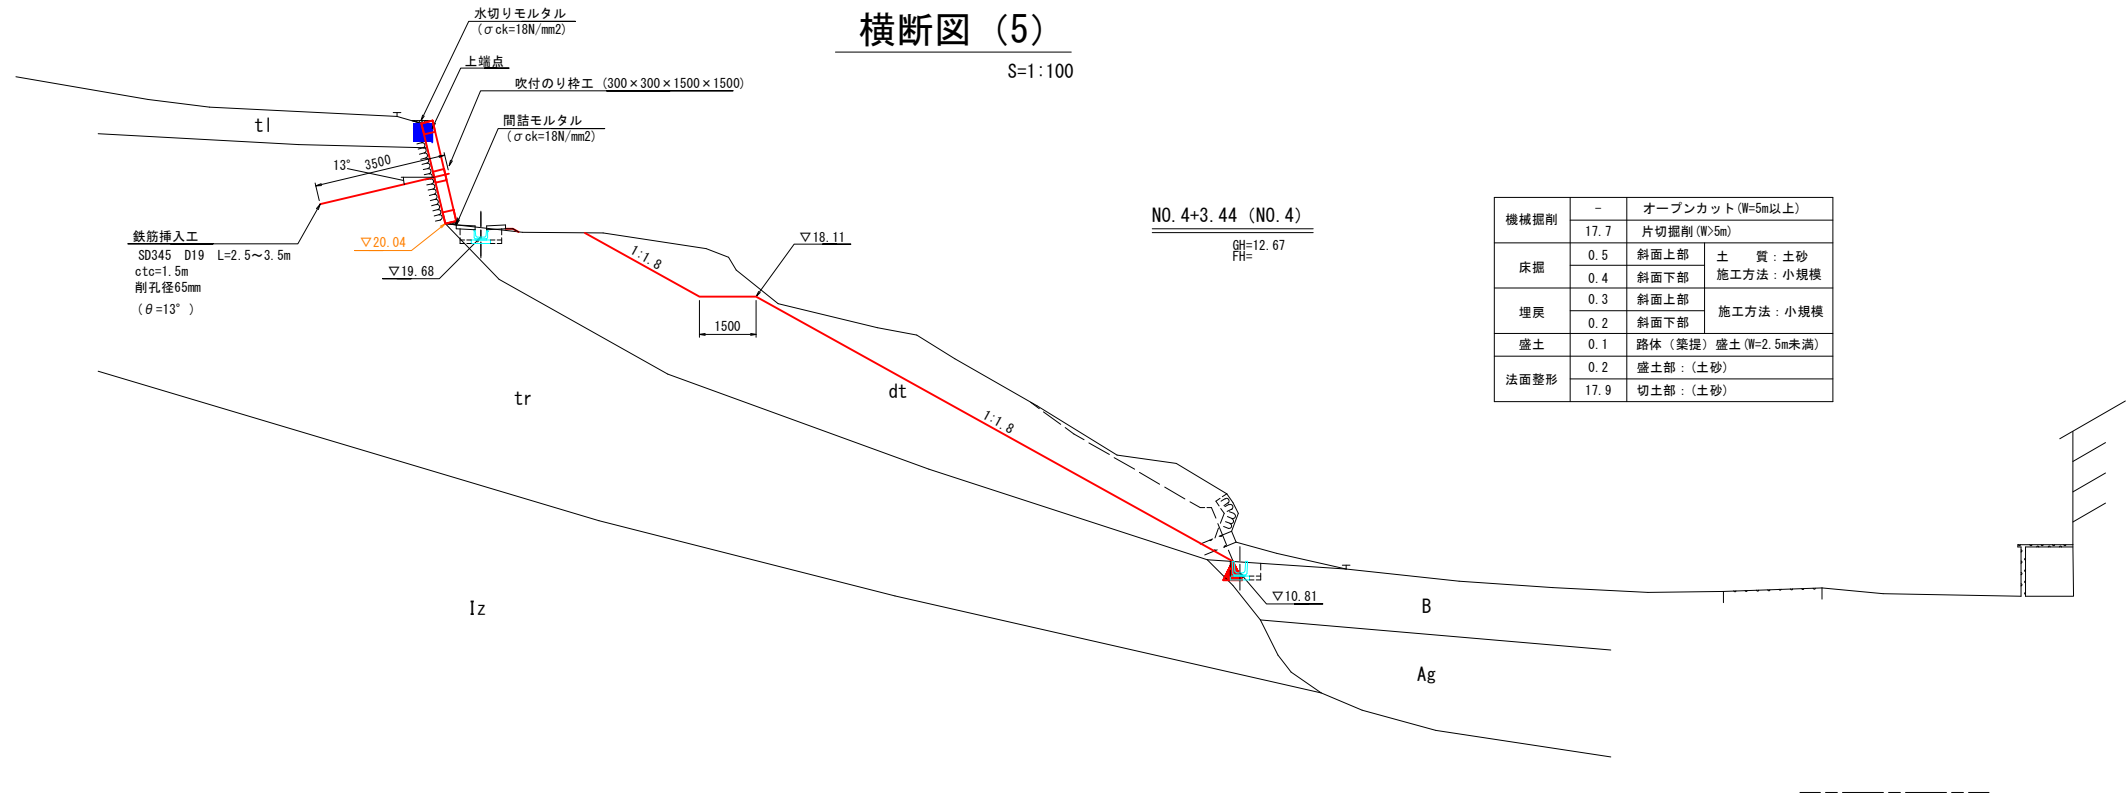 横断図 (5)
S=1:100
水切りモルタル
(σck=18N/mm2)
上端点
吹付のり枠工 (300×300×1500×1500)
間詰モルタル
(σck=18N/mm2)
tl
13°
3500
鉄筋挿入工
SD345 D19 L=2.5～3.5m
ctc=1.5m
削孔径65mm
(θ=13°)
▽20.04
▽19.68
1:1.8
▽18.11
1500
NO.4+3.44 (NO.4)
GH=12.67
FH=
機械掘削 - オープンカット(W=5m以上)
17.7 片切掘削(W>5m)
床掘 0.5 斜面上部 土　質：土砂
0.4 斜面下部 施工方法：小規模
埋戻 0.3 斜面上部 施工方法：小規模
0.2 斜面下部
盛土 0.1 路体（築提）盛土(W=2.5m未満)
法面整形 0.2 盛土部：(土砂)
17.9 切土部：(土砂)
tr
dt
1:1.8
Iz
▽10.81
B
Ag